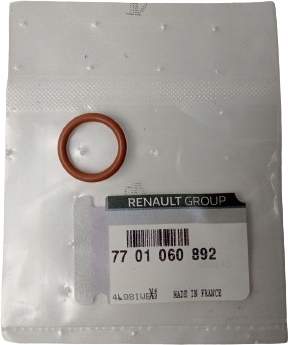 RENAULT GROUP
77 01 060 892
MADE IN FRANCE